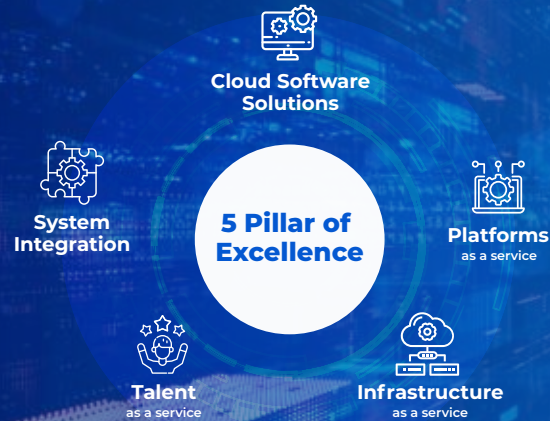 Cloud Software
Solutions
System
Integration
5 Pillar of
Excellence
Platforms
as a service
Talent
as a service
Infrastructure
as a service